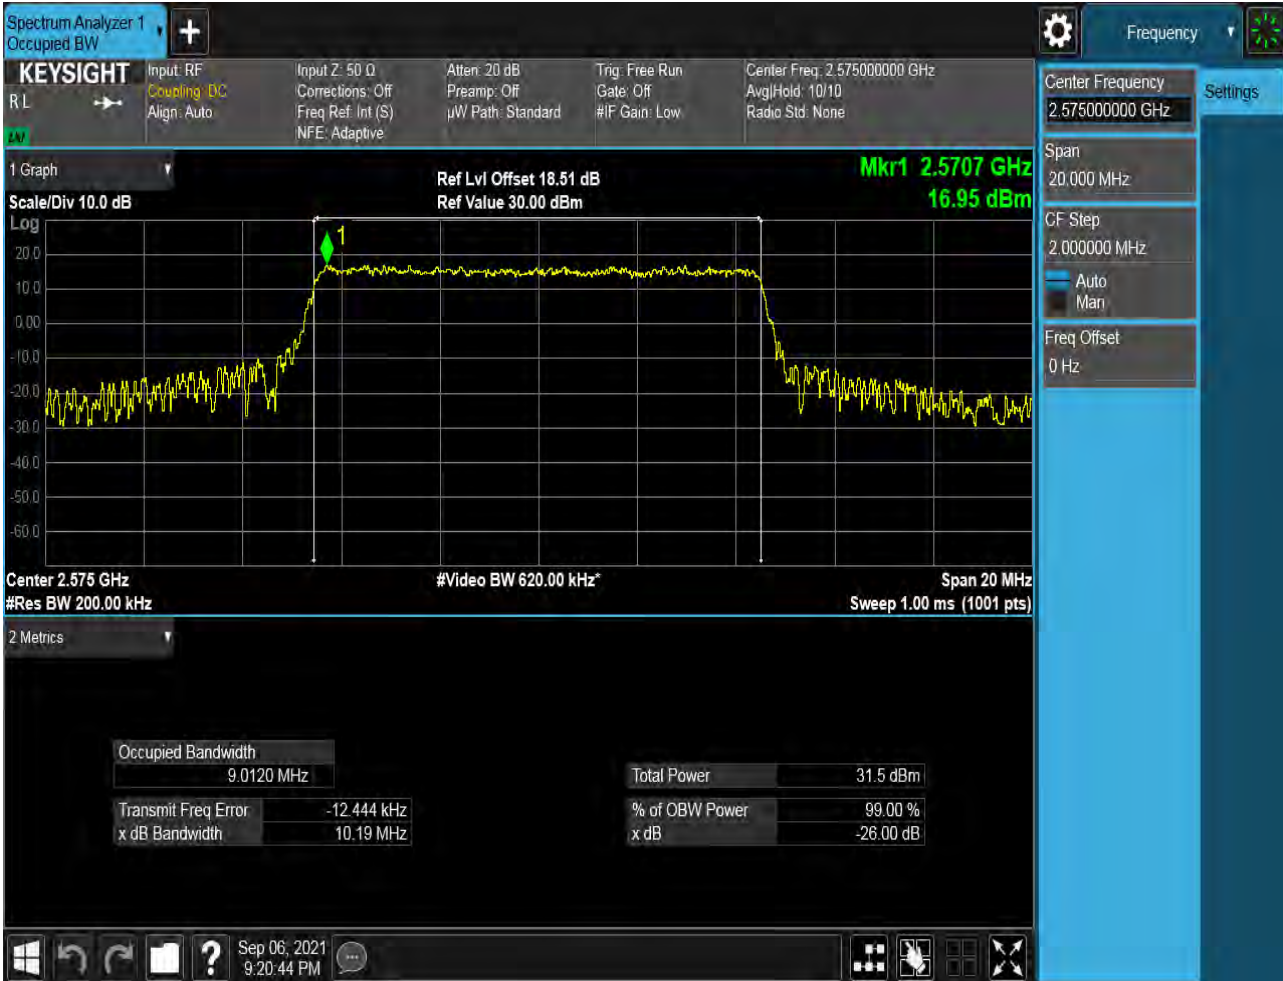 Spectrum Analyzer 1
Occupied BW
+
Frequency
KEYSIGHT
RL
Input: RF
Coupling: DC
Align: Auto
Input Z: 50 Ω
Corrections: Off
Freq Ref: Int (S)
NFE: Adaptive
Atten: 20 dB
Preamp: Off
µW Path: Standard
Trig: Free Run
Gate: Off
#IF Gain: Low
Center Freq: 2.575000000 GHz
Avg|Hold: 10/10
Radio Std: None
Center Frequency
2.575000000 GHz
Settings
Span
20.000 MHz
CF Step
2.000000 MHz
Auto
Man
Freq Offset
0 Hz
1 Graph
Scale/Div 10.0 dB
Ref Lvl Offset 18.51 dB
Ref Value 30.00 dBm
Mkr1 2.5707 GHz
16.95 dBm
Log
1
20.0
10.0
0.00
-10.0
-20.0
-30.0
-40.0
-50.0
-60.0
Center 2.575 GHz
#Video BW 620.00 kHz*
Span 20 MHz
#Res BW 200.00 kHz
Sweep 1.00 ms (1001 pts)
2 Metrics
Occupied Bandwidth
9.0120 MHz
Total Power 31.5 dBm
Transmit Freq Error -12.444 kHz
% of OBW Power 99.00 %
x dB Bandwidth 10.19 MHz
x dB -26.00 dB
?
Sep 06, 2021
9:20:44 PM